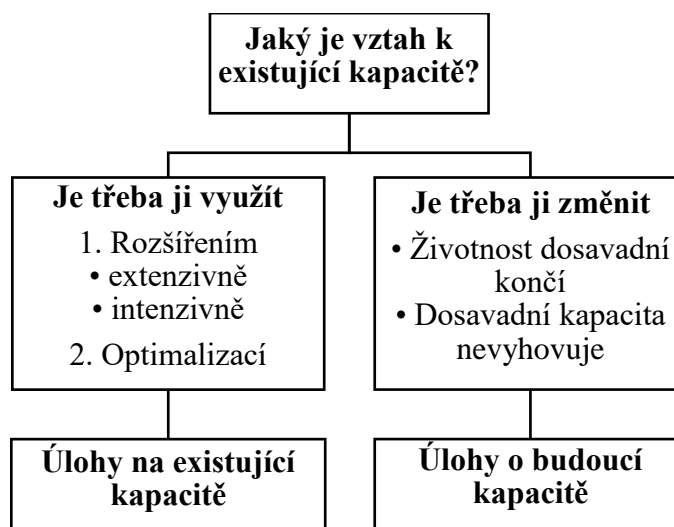 Jaký je vztah k
existující kapacitě?
Je třeba ji využít
1. Rozšířením
• extenzivně
• intenzivně
2. Optimalizací
Je třeba ji změnit
• Životnost dosavadní
končí
• Dosavadní kapacita
nevyhovuje
Úlohy na existující
kapacitě
Úlohy o budoucí
kapacitě